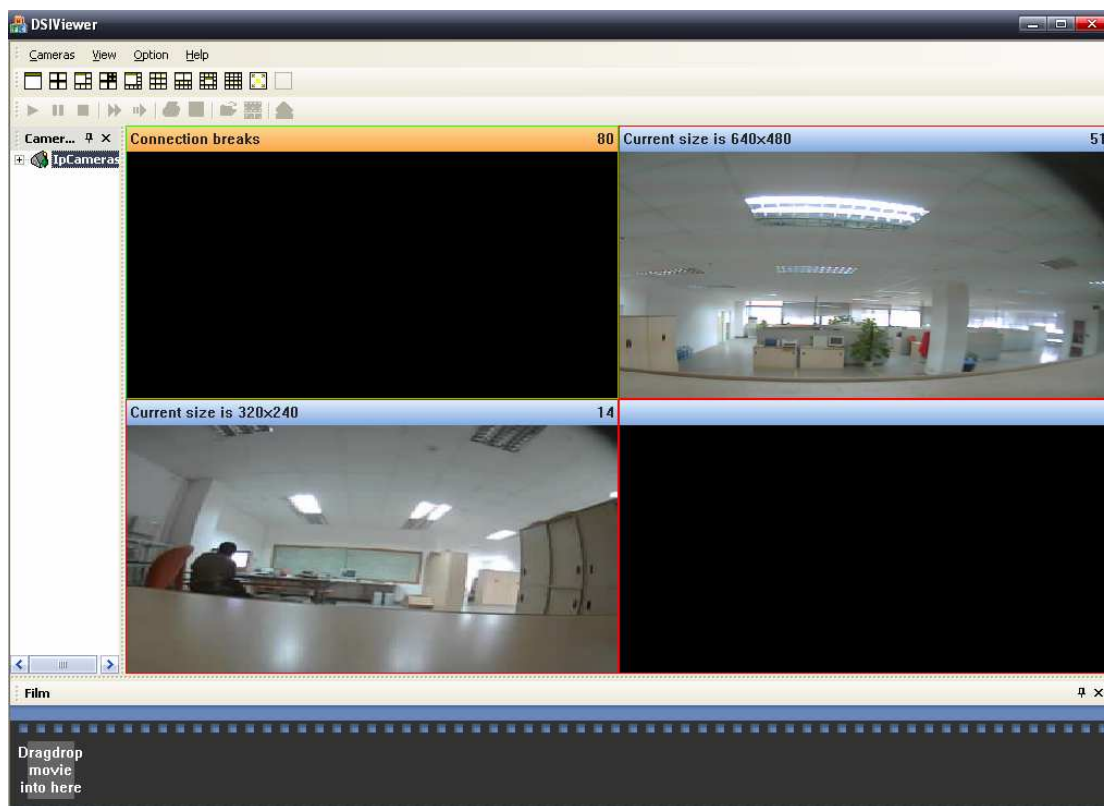 DSIViewer
Cameras View Option Help
Camer...
IpCameras
Connection breaks 80
Current size is 640x480 51
Current size is 320x240 14
Film
Dragdrop
movie
into here